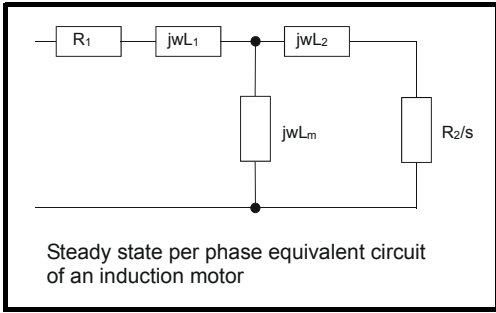 R₁ jwL₁ jwL₂
jwLₘ R₂/s
Steady state per phase equivalent circuit
of an induction motor